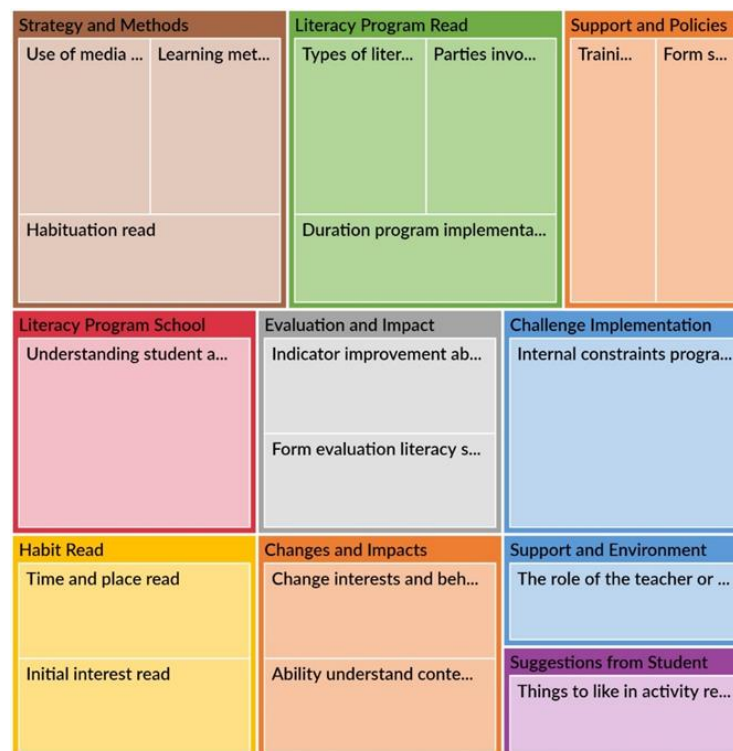 Strategy and Methods
Use of media ...
Learning met...
Habituation read
Literacy Program Read
Types of liter...
Parties invo...
Duration program implementa...
Support and Policies
Traini...
Form s...
Literacy Program School
Understanding student a...
Evaluation and Impact
Indicator improvement ab...
Form evaluation literacy s...
Challenge Implementation
Internal constraints progra...
Habit Read
Time and place read
Initial interest read
Changes and Impacts
Change interests and beh...
Ability understand conte...
Support and Environment
The role of the teacher or ...
Suggestions from Student
Things to like in activity re...